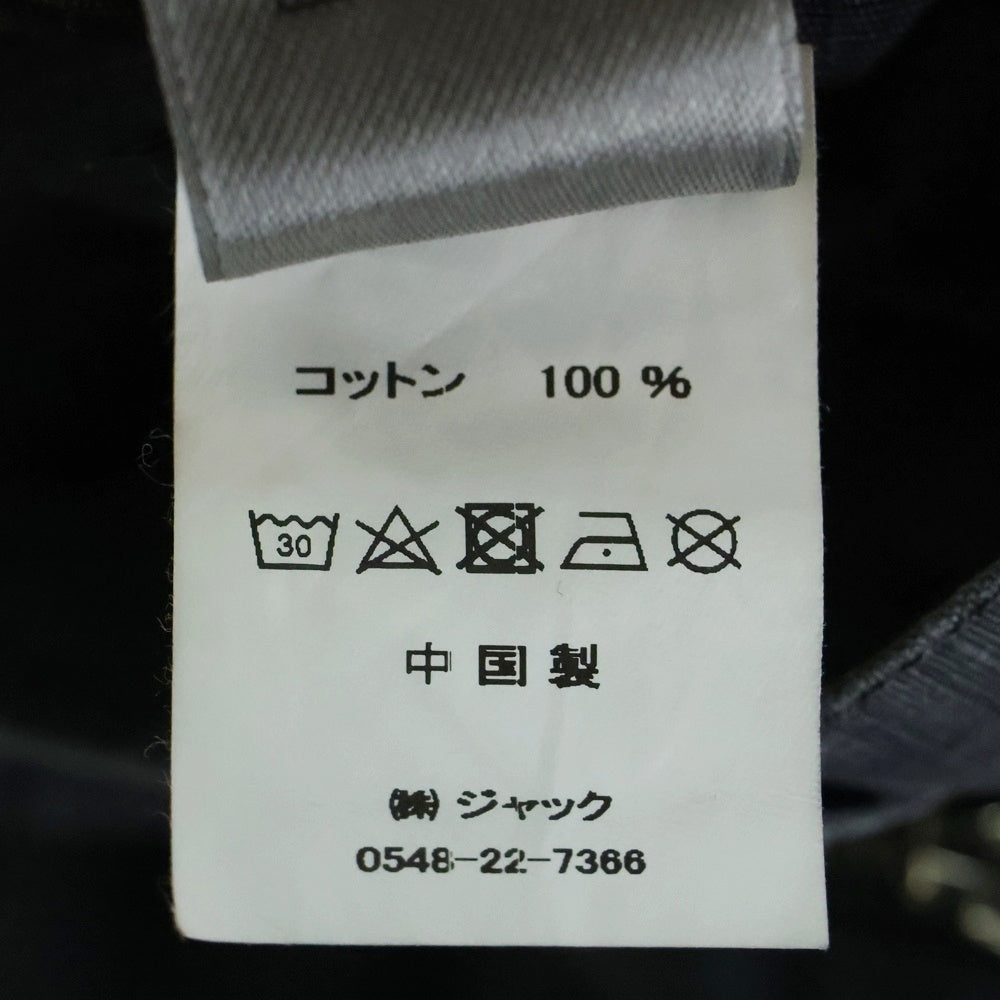 コットン 100 %
30
中国製
㈱ ジャック
0548-22-7366